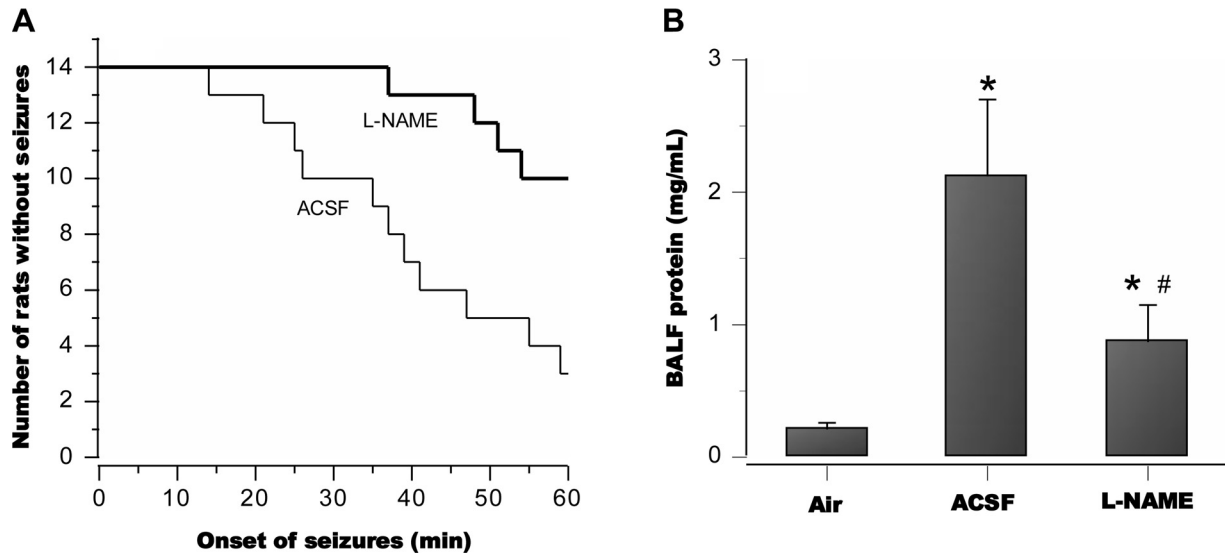 A
Number of rats without seizures
14
12
10
8
6
4
2
0
L-NAME
ACSF
0 10 20 30 40 50 60
Onset of seizures (min)
B
BALF protein (mg/mL)
3
2
1
0
*
* #
Air ACSF L-NAME